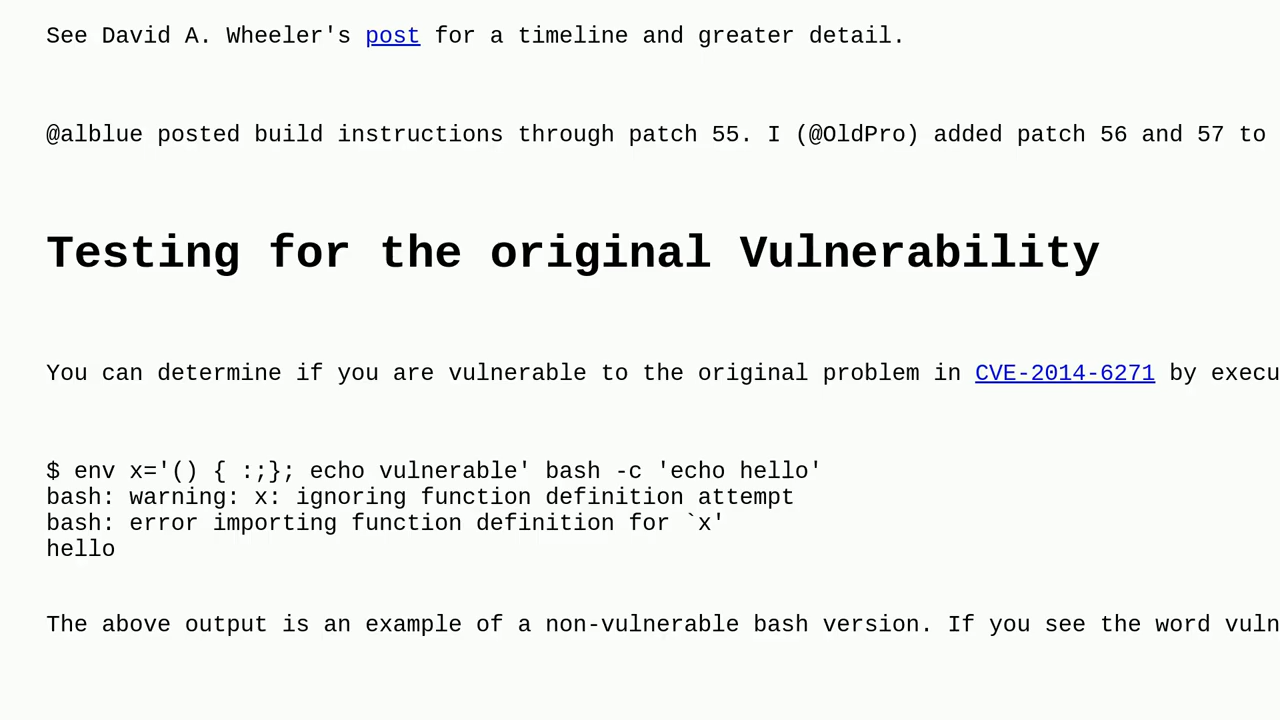 See David A. Wheeler's post for a timeline and greater detail.
@alblue posted build instructions through patch 55. I (@OldPro) added patch 56 and 57 to
Testing for the original Vulnerability
You can determine if you are vulnerable to the original problem in CVE-2014-6271 by execu
$ env x='() { :;}; echo vulnerable' bash -c 'echo hello'
bash: warning: x: ignoring function definition attempt
bash: error importing function definition for `x'
hello
The above output is an example of a non-vulnerable bash version. If you see the word vuln